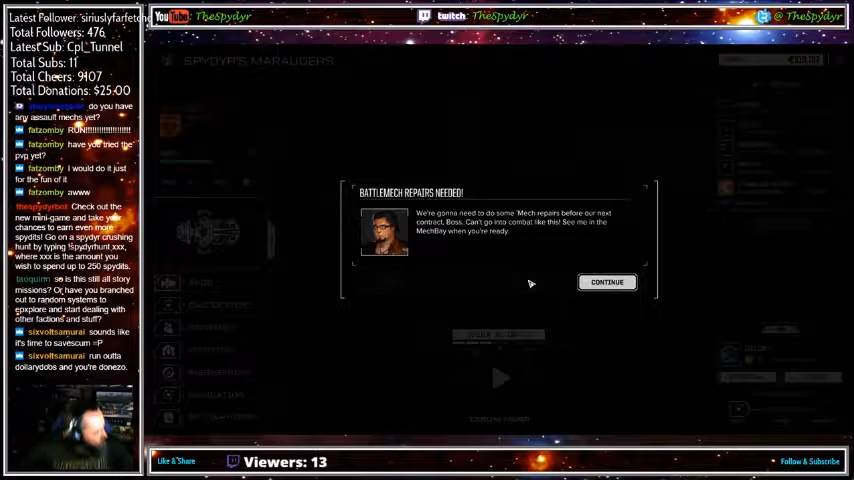 Latest Follower: siriuslyfarfetch
Total Followers: 476
Latest Sub: Cpl_Tunnel
Total Subs: 11
Total Cheers: 9107
Total Donations: $25.00
do you have
any assault mechs yet?
fatzomby RUN!!!!!!!!!!!!!!!!!!!!
fatzomby have you tried the
pvp yet?
fatzomby I would do it just
for the fun of it
fatzomby awww
thespydyrbot Check out the
new mini-game and take your
chances to earn even more
spydits! Go on a spydyr crushing
hunt by typing !spydyrhunt xxx,
where xxx is the amount you
wish to spend up to 250 spydits.
taoquinn so is this still all story
missions? Or have you branched
out to random systems to
epxplore and start dealing with
other factions and stuff?
sixvoltsamurai sounds like
it's time to savescum =P
sixvoltsamurai run outta
dollarydobs and you're donezo.
YouTube TheSpydyr
twitch TheSpydyr
@ TheSpydyr
SPYDYR'S MARAUDERS
BATTLEMECH REPAIRS NEEDED!
We're gonna need to do some 'Mech repairs before our next
contract, Boss. Can't go into combat like this! See me in the
MechBay when you're ready.
CONTINUE
Like & Share
Viewers: 13
Follow & Subscribe